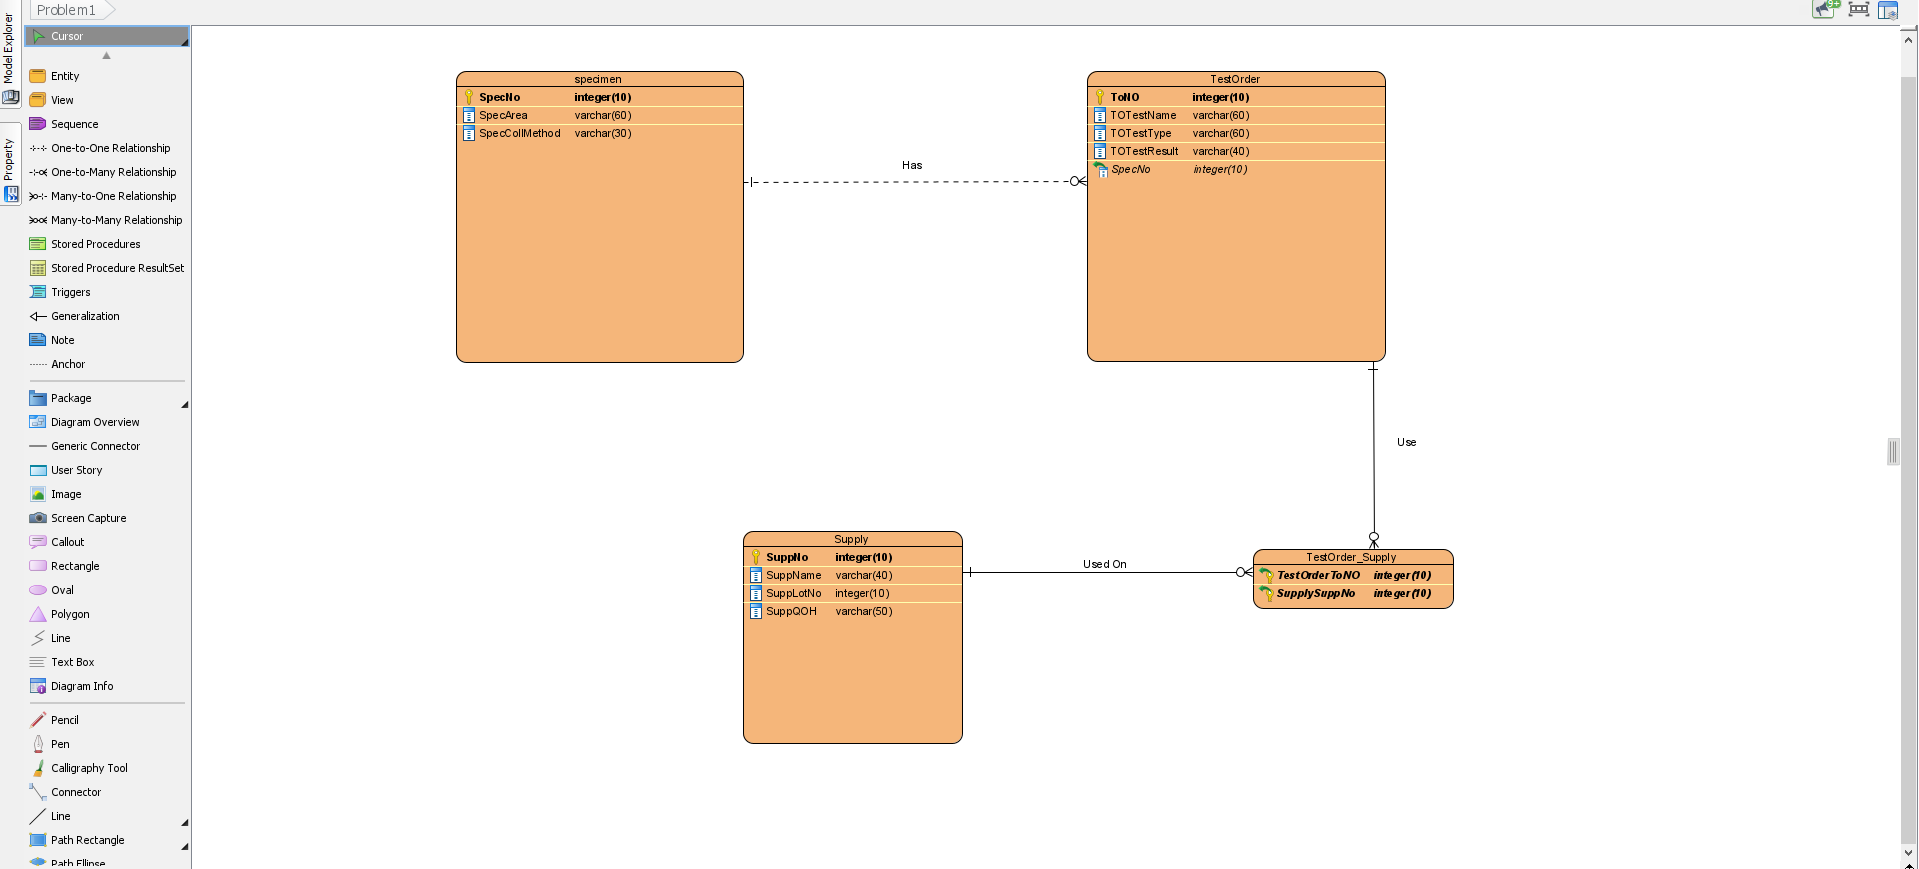 Problem1
9+
Model Explorer
Property
Cursor
Entity
View
Sequence
One-to-One Relationship
One-to-Many Relationship
Many-to-One Relationship
Many-to-Many Relationship
Stored Procedures
Stored Procedure ResultSet
Triggers
Generalization
Note
Anchor
Package
Diagram Overview
Generic Connector
User Story
Image
Screen Capture
Callout
Rectangle
Oval
Polygon
Line
Text Box
Diagram Info
Pencil
Pen
Calligraphy Tool
Connector
Line
Path Rectangle
Path Ellipse
specimen
SpecNo integer(10)
SpecArea varchar(60)
SpecCollMethod varchar(30)
Has
TestOrder
ToNO integer(10)
TOTestName varchar(60)
TOTestType varchar(60)
TOTestResult varchar(40)
SpecNo integer(10)
Use
Supply
SuppNo integer(10)
SuppName varchar(40)
SuppLotNo integer(10)
SuppQOH varchar(50)
Used On
TestOrder_Supply
TestOrderToNO integer(10)
SupplySuppNo integer(10)